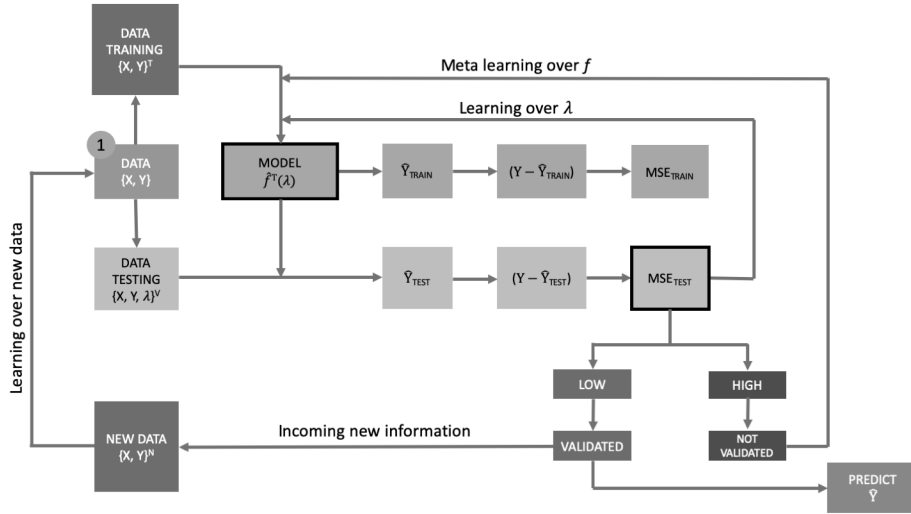 DATA
TRAINING
{X, Y}ᵀ
Meta learning over f
Learning over λ
1
DATA
{X, Y}
MODEL
f̂ᵀ(λ)
Ŷ_TRAIN
(Y − Ŷ_TRAIN)
MSE_TRAIN
DATA
TESTING
{X, Y, λ}ⱽ
Ŷ_TEST
(Y − Ŷ_TEST)
MSE_TEST
Learning over new data
LOW
HIGH
NEW DATA
{X, Y}ᴺ
Incoming new information
VALIDATED
NOT
VALIDATED
PREDICT
Ŷ